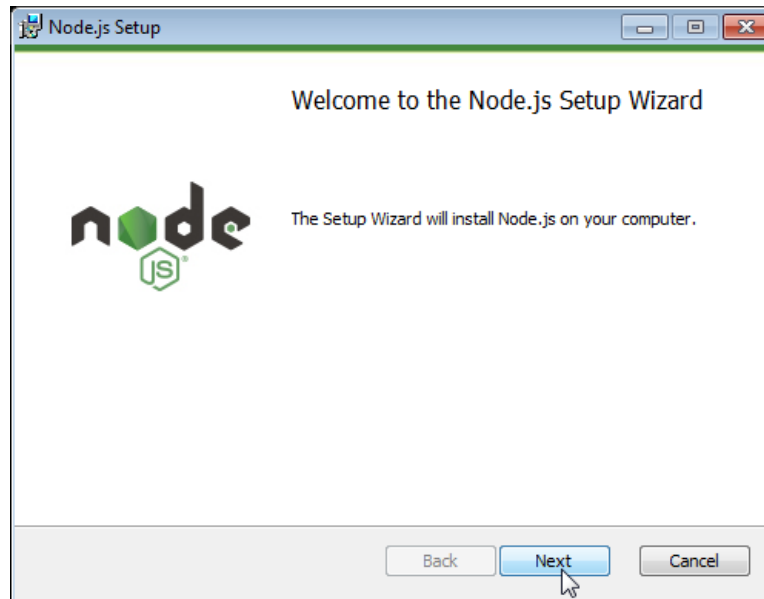 Node.js Setup
Welcome to the Node.js Setup Wizard
node
JS®
The Setup Wizard will install Node.js on your computer.
Back
Next
Cancel